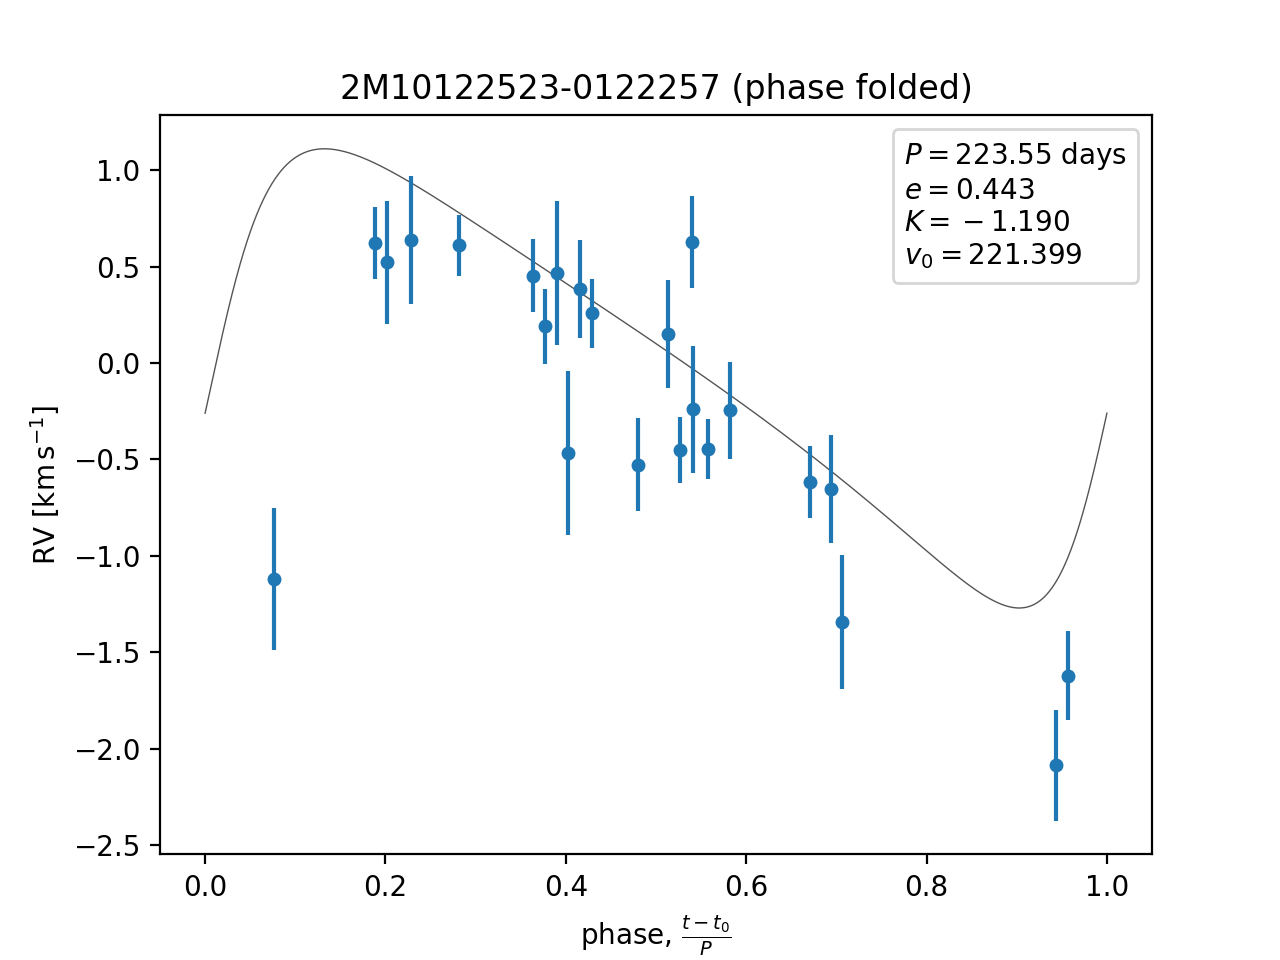 2M10122523-0122257 (phase folded)
P = 223.55 days
e = 0.443
K = −1.190
v₀ = 221.399
RV [km s⁻¹]
1.0
0.5
0.0
−0.5
−1.0
−1.5
−2.0
−2.5
0.0 0.2 0.4 0.6 0.8 1.0
phase, (t − t₀)/P